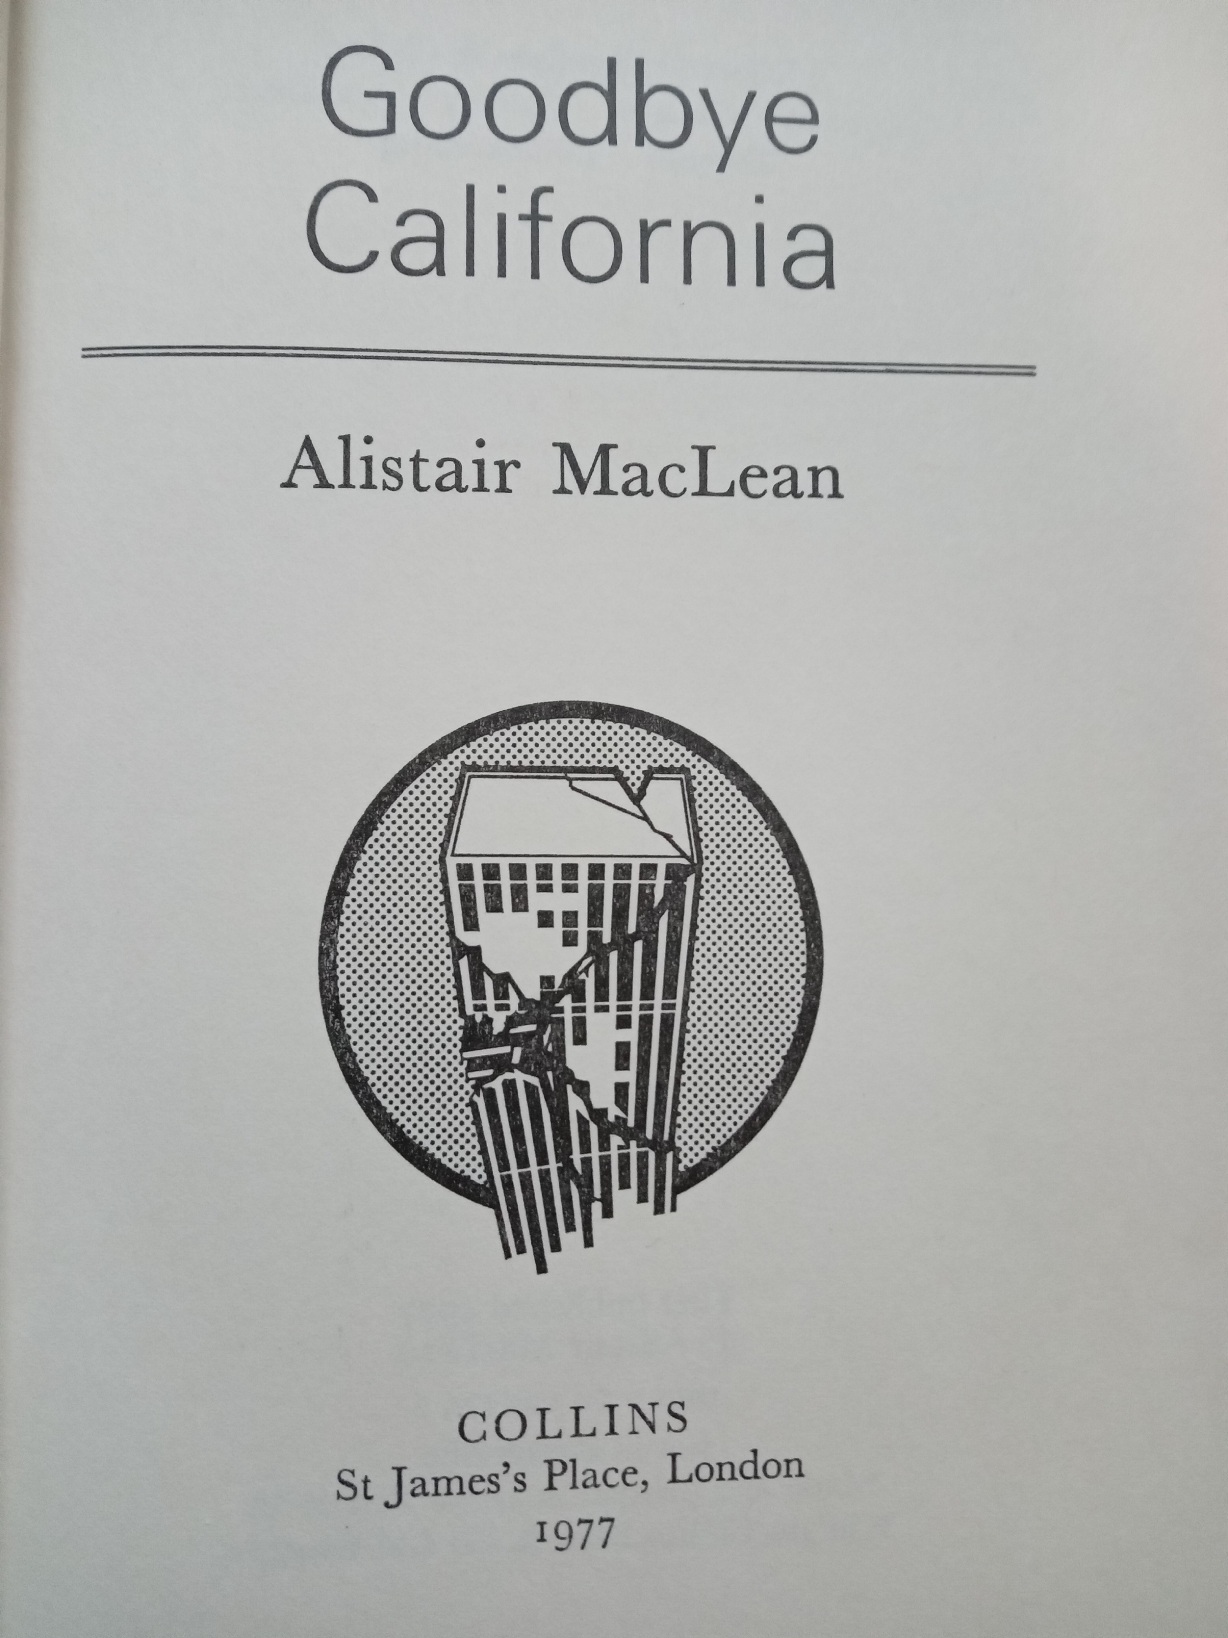 Goodbye
California
Alistair MacLean
COLLINS
St James's Place, London
1977